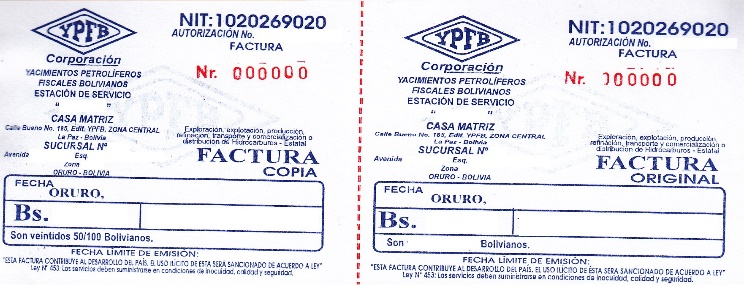 YPFB
Corporación
YACIMIENTOS PETROLÍFEROS
FISCALES BOLIVIANOS
ESTACIÓN DE SERVICIO
" "
CASA MATRIZ
Calle Bueno No. 185, Edif. YPFB, ZONA CENTRAL
La Paz - Bolivia
SUCURSAL Nº
Avenida Esq.
Zona
ORURO - BOLIVIA
NIT:1020269020
AUTORIZACIÓN No.
FACTURA
Nr. 000000
Exploración, explotación, producción,
refinación, transporte y comercialización o
distribución de Hidrocarburos - Estatal
FACTURA
COPIA
FECHA
ORURO,
Bs.
Son veintidos 50/100 Bolivianos.
FECHA LÍMITE DE EMISIÓN:
"ESTA FACTURA CONTRIBUYE AL DESARROLLO DEL PAÍS. EL USO ILÍCITO DE ESTA SERÁ SANCIONADO DE ACUERDO A LEY"
Ley Nº 453: Los servicios deben suministrarse en condiciones de inocuidad, calidad y seguridad.
YPFB
Corporación
YACIMIENTOS PETROLÍFEROS
FISCALES BOLIVIANOS
ESTACIÓN DE SERVICIO
" "
CASA MATRIZ
Calle Bueno No. 185, Edif. YPFB, ZONA CENTRAL
La Paz - Bolivia
SUCURSAL Nº
Avenida Esq.
Zona
ORURO - BOLIVIA
NIT:1020269020
AUTORIZACIÓN No.
FACTURA
Nr. 000000
Exploración, explotación, producción,
refinación, transporte y comercialización o
distribución de Hidrocarburos - Estatal
FACTURA
ORIGINAL
FECHA
ORURO,
Bs.
Son Bolivianos.
FECHA LÍMITE DE EMISIÓN:
"ESTA FACTURA CONTRIBUYE AL DESARROLLO DEL PAÍS. EL USO ILÍCITO DE ESTA SERÁ SANCIONADO DE ACUERDO A LEY"
Ley Nº 453: Los servicios deben suministrarse en condiciones de inocuidad, calidad y seguridad.